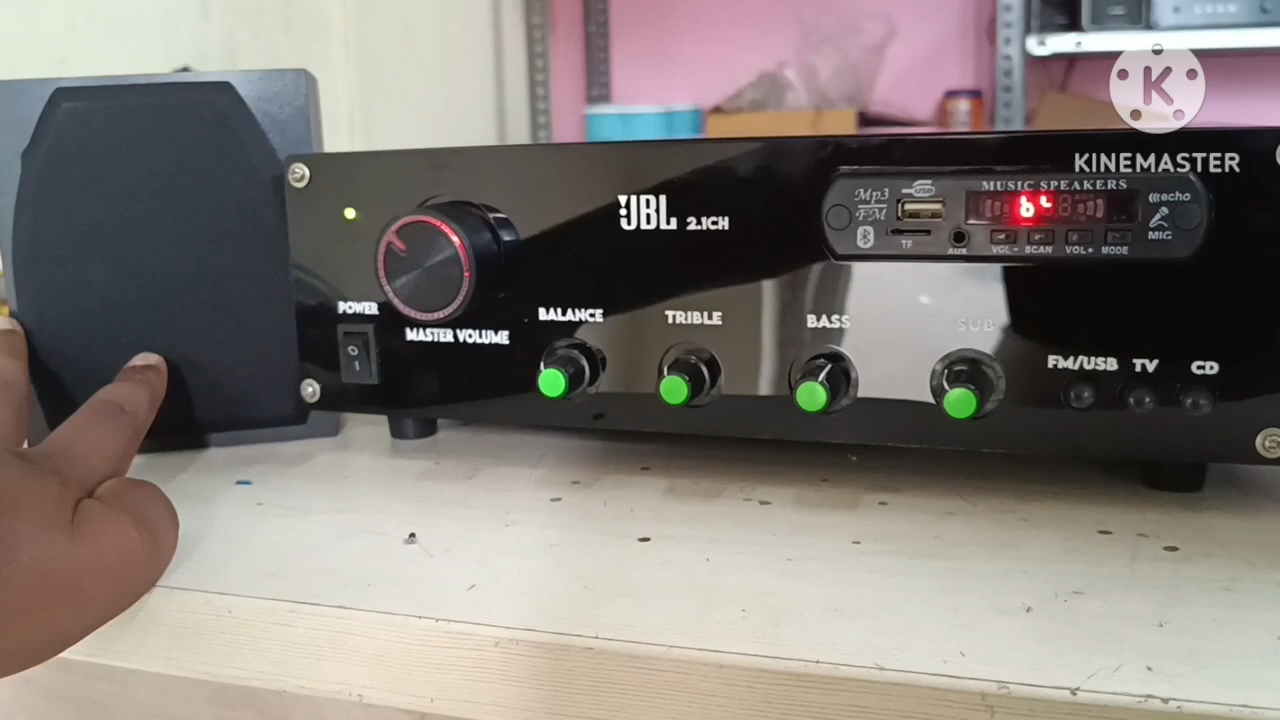 K
KINEMASTER
JBL 2.1CH
Mp3
FM
USB
MUSIC SPEAKERS
echo
MIC
TF
AUX
VOL- SCAN VOL+ MODE
POWER
O
I
MASTER VOLUME
BALANCE
TRIBLE
BASS
SUB
FM/USB TV CD